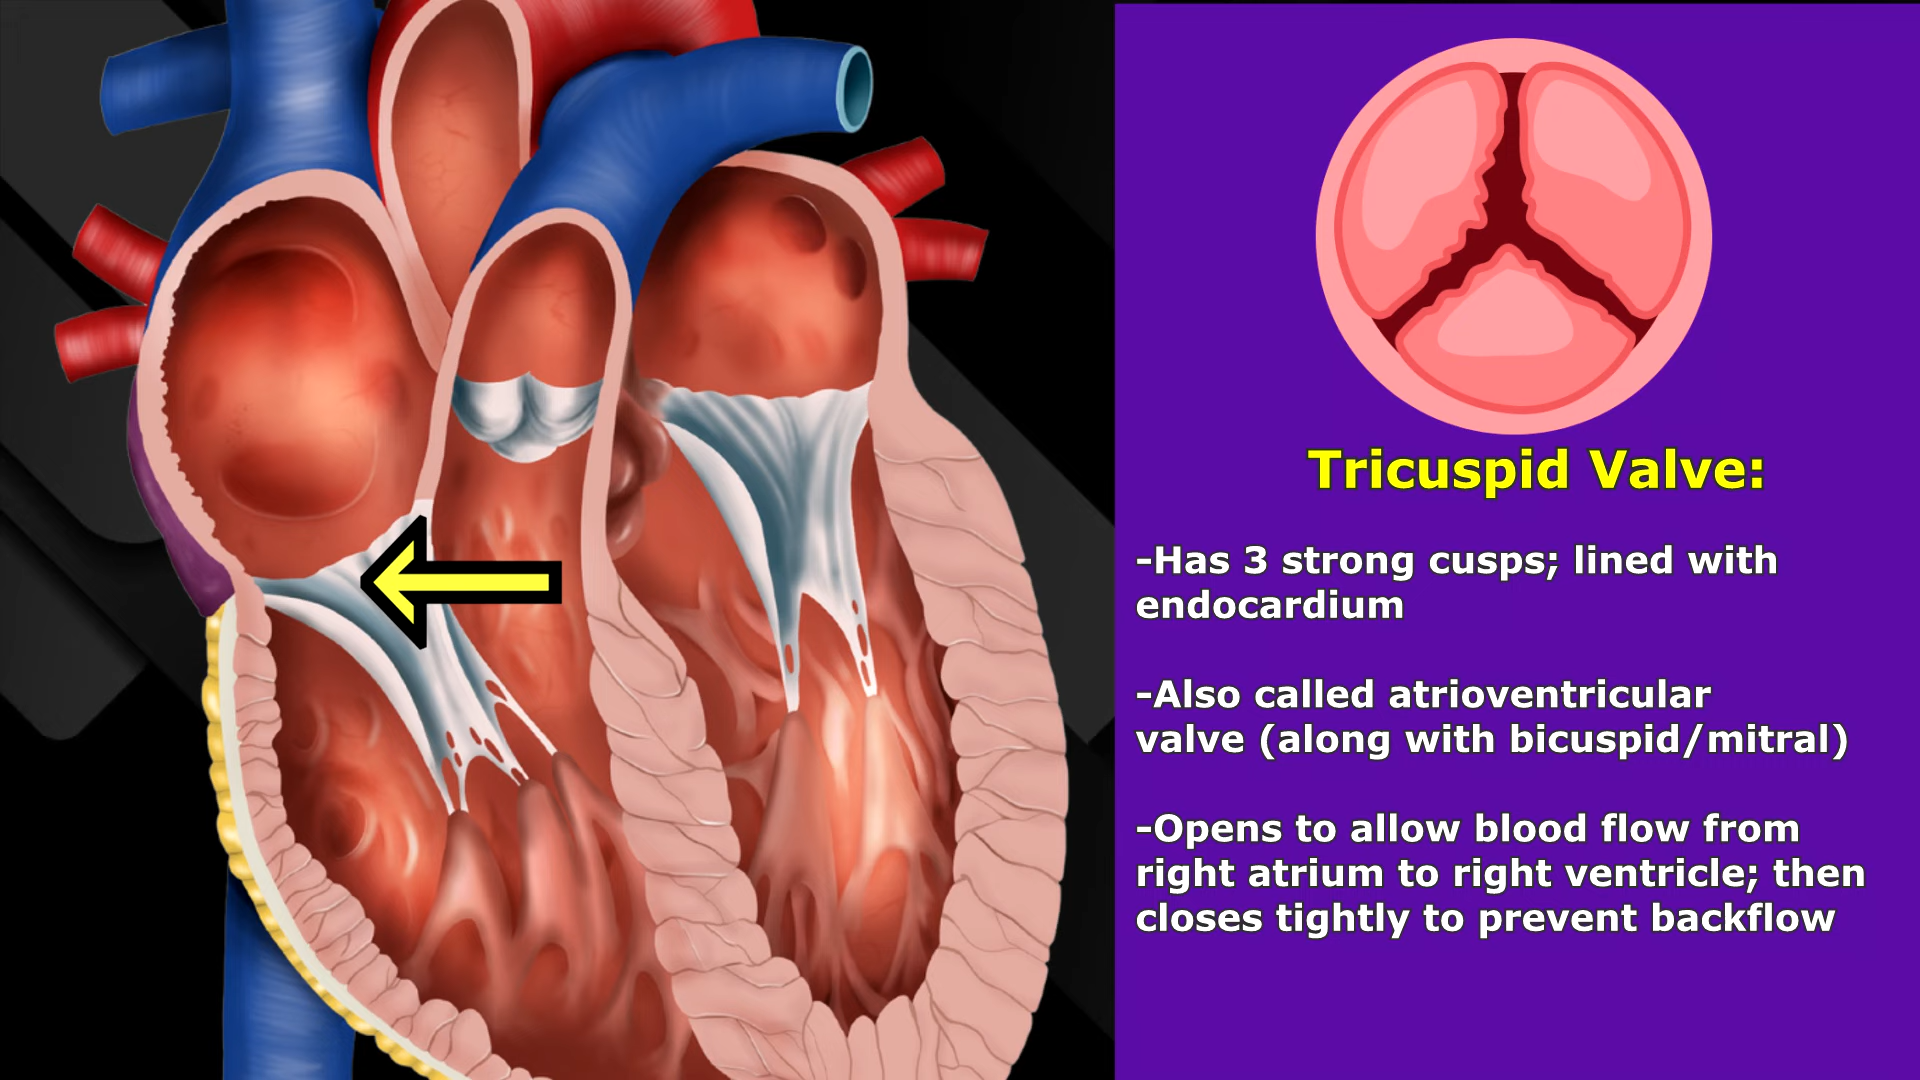 Tricuspid Valve:
-Has 3 strong cusps; lined with
endocardium
-Also called atrioventricular
valve (along with bicuspid/mitral)
-Opens to allow blood flow from
right atrium to right ventricle; then
closes tightly to prevent backflow